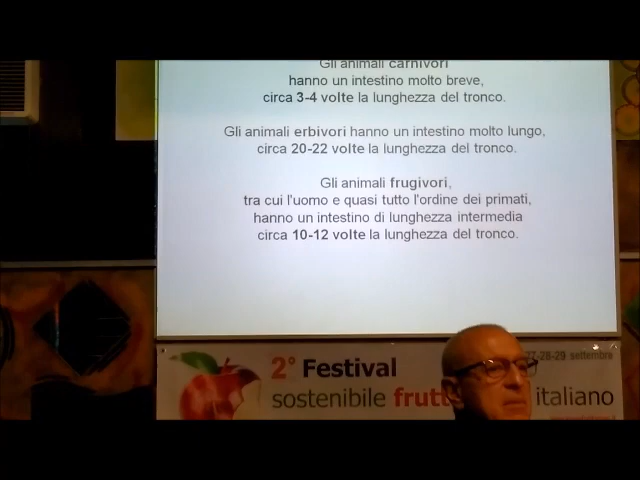 Gli animali carnivori
hanno un intestino molto breve,
circa 3-4 volte la lunghezza del tronco.
Gli animali erbivori hanno un intestino molto lungo,
circa 20-22 volte la lunghezza del tronco.
Gli animali frugivori,
tra cui l'uomo e quasi tutto l'ordine dei primati,
hanno un intestino di lunghezza intermedia
circa 10-12 volte la lunghezza del tronco.
2° Festival
27-28-29 settembre
sostenibile frutt italiano